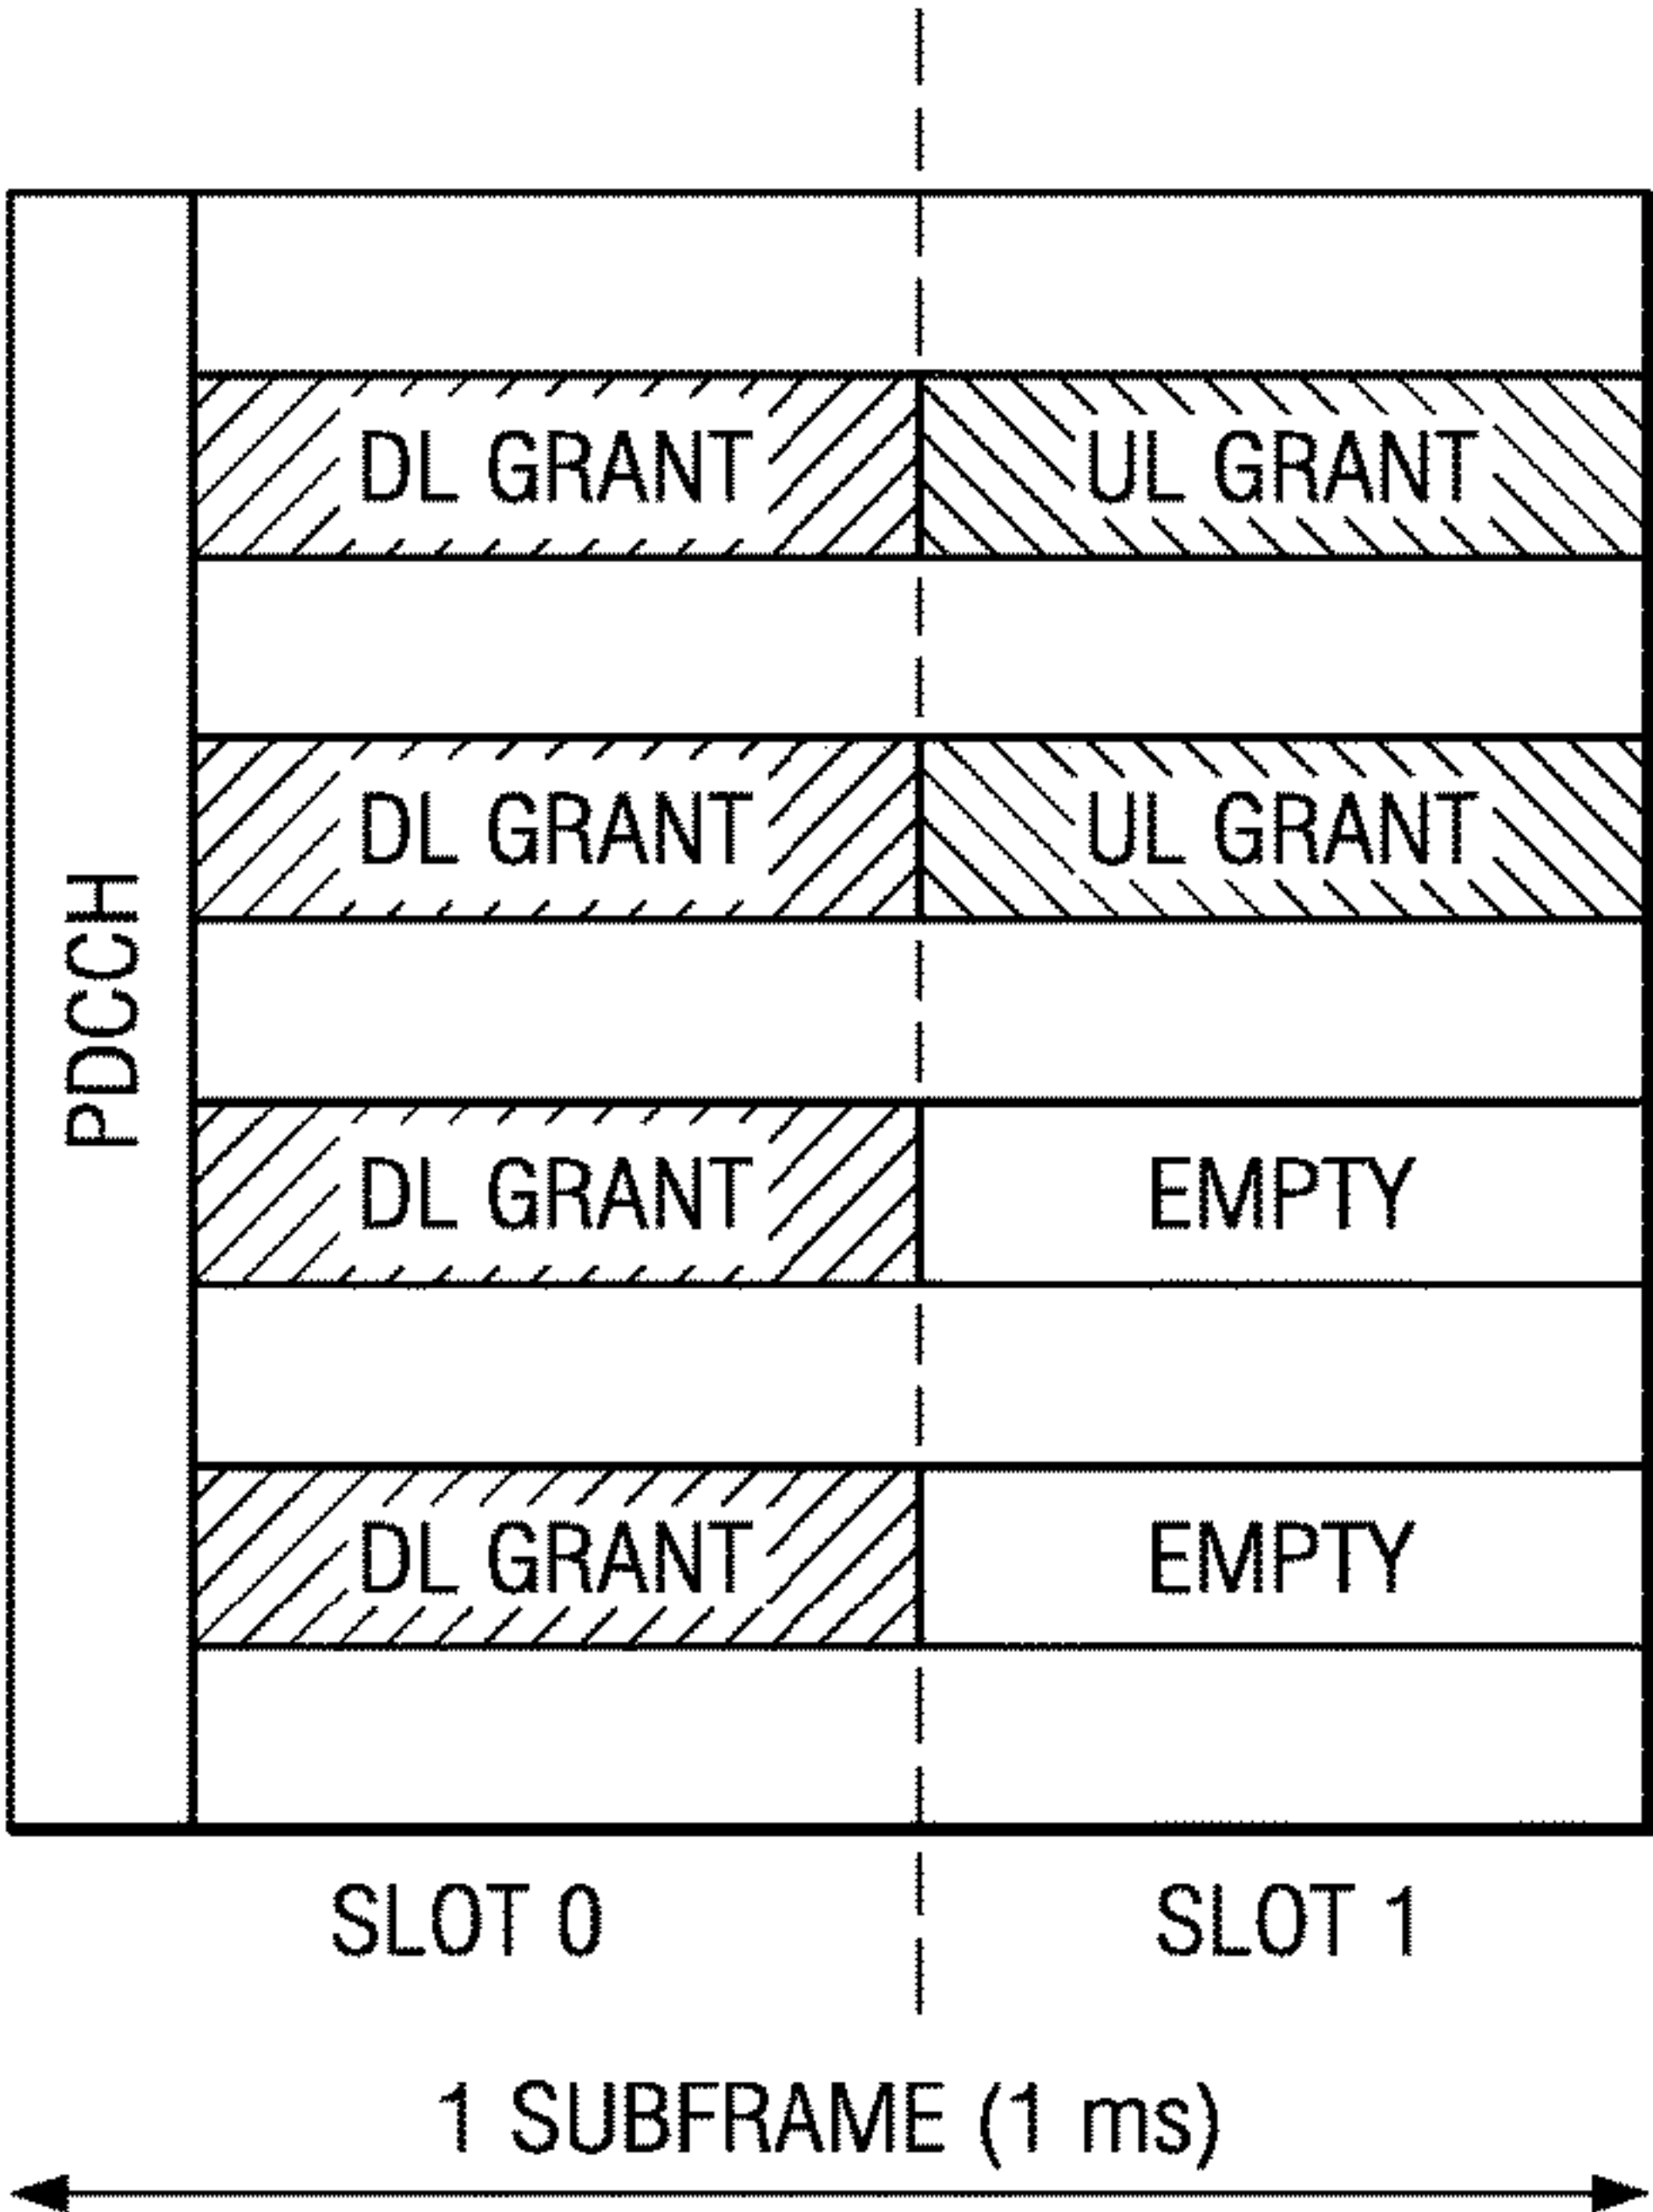 DL GRANT UL GRANT
DL GRANT UL GRANT
PDCCH
DL GRANT EMPTY
DL GRANT EMPTY
SLOT 0 SLOT 1
1 SUBFRAME (1 ms)